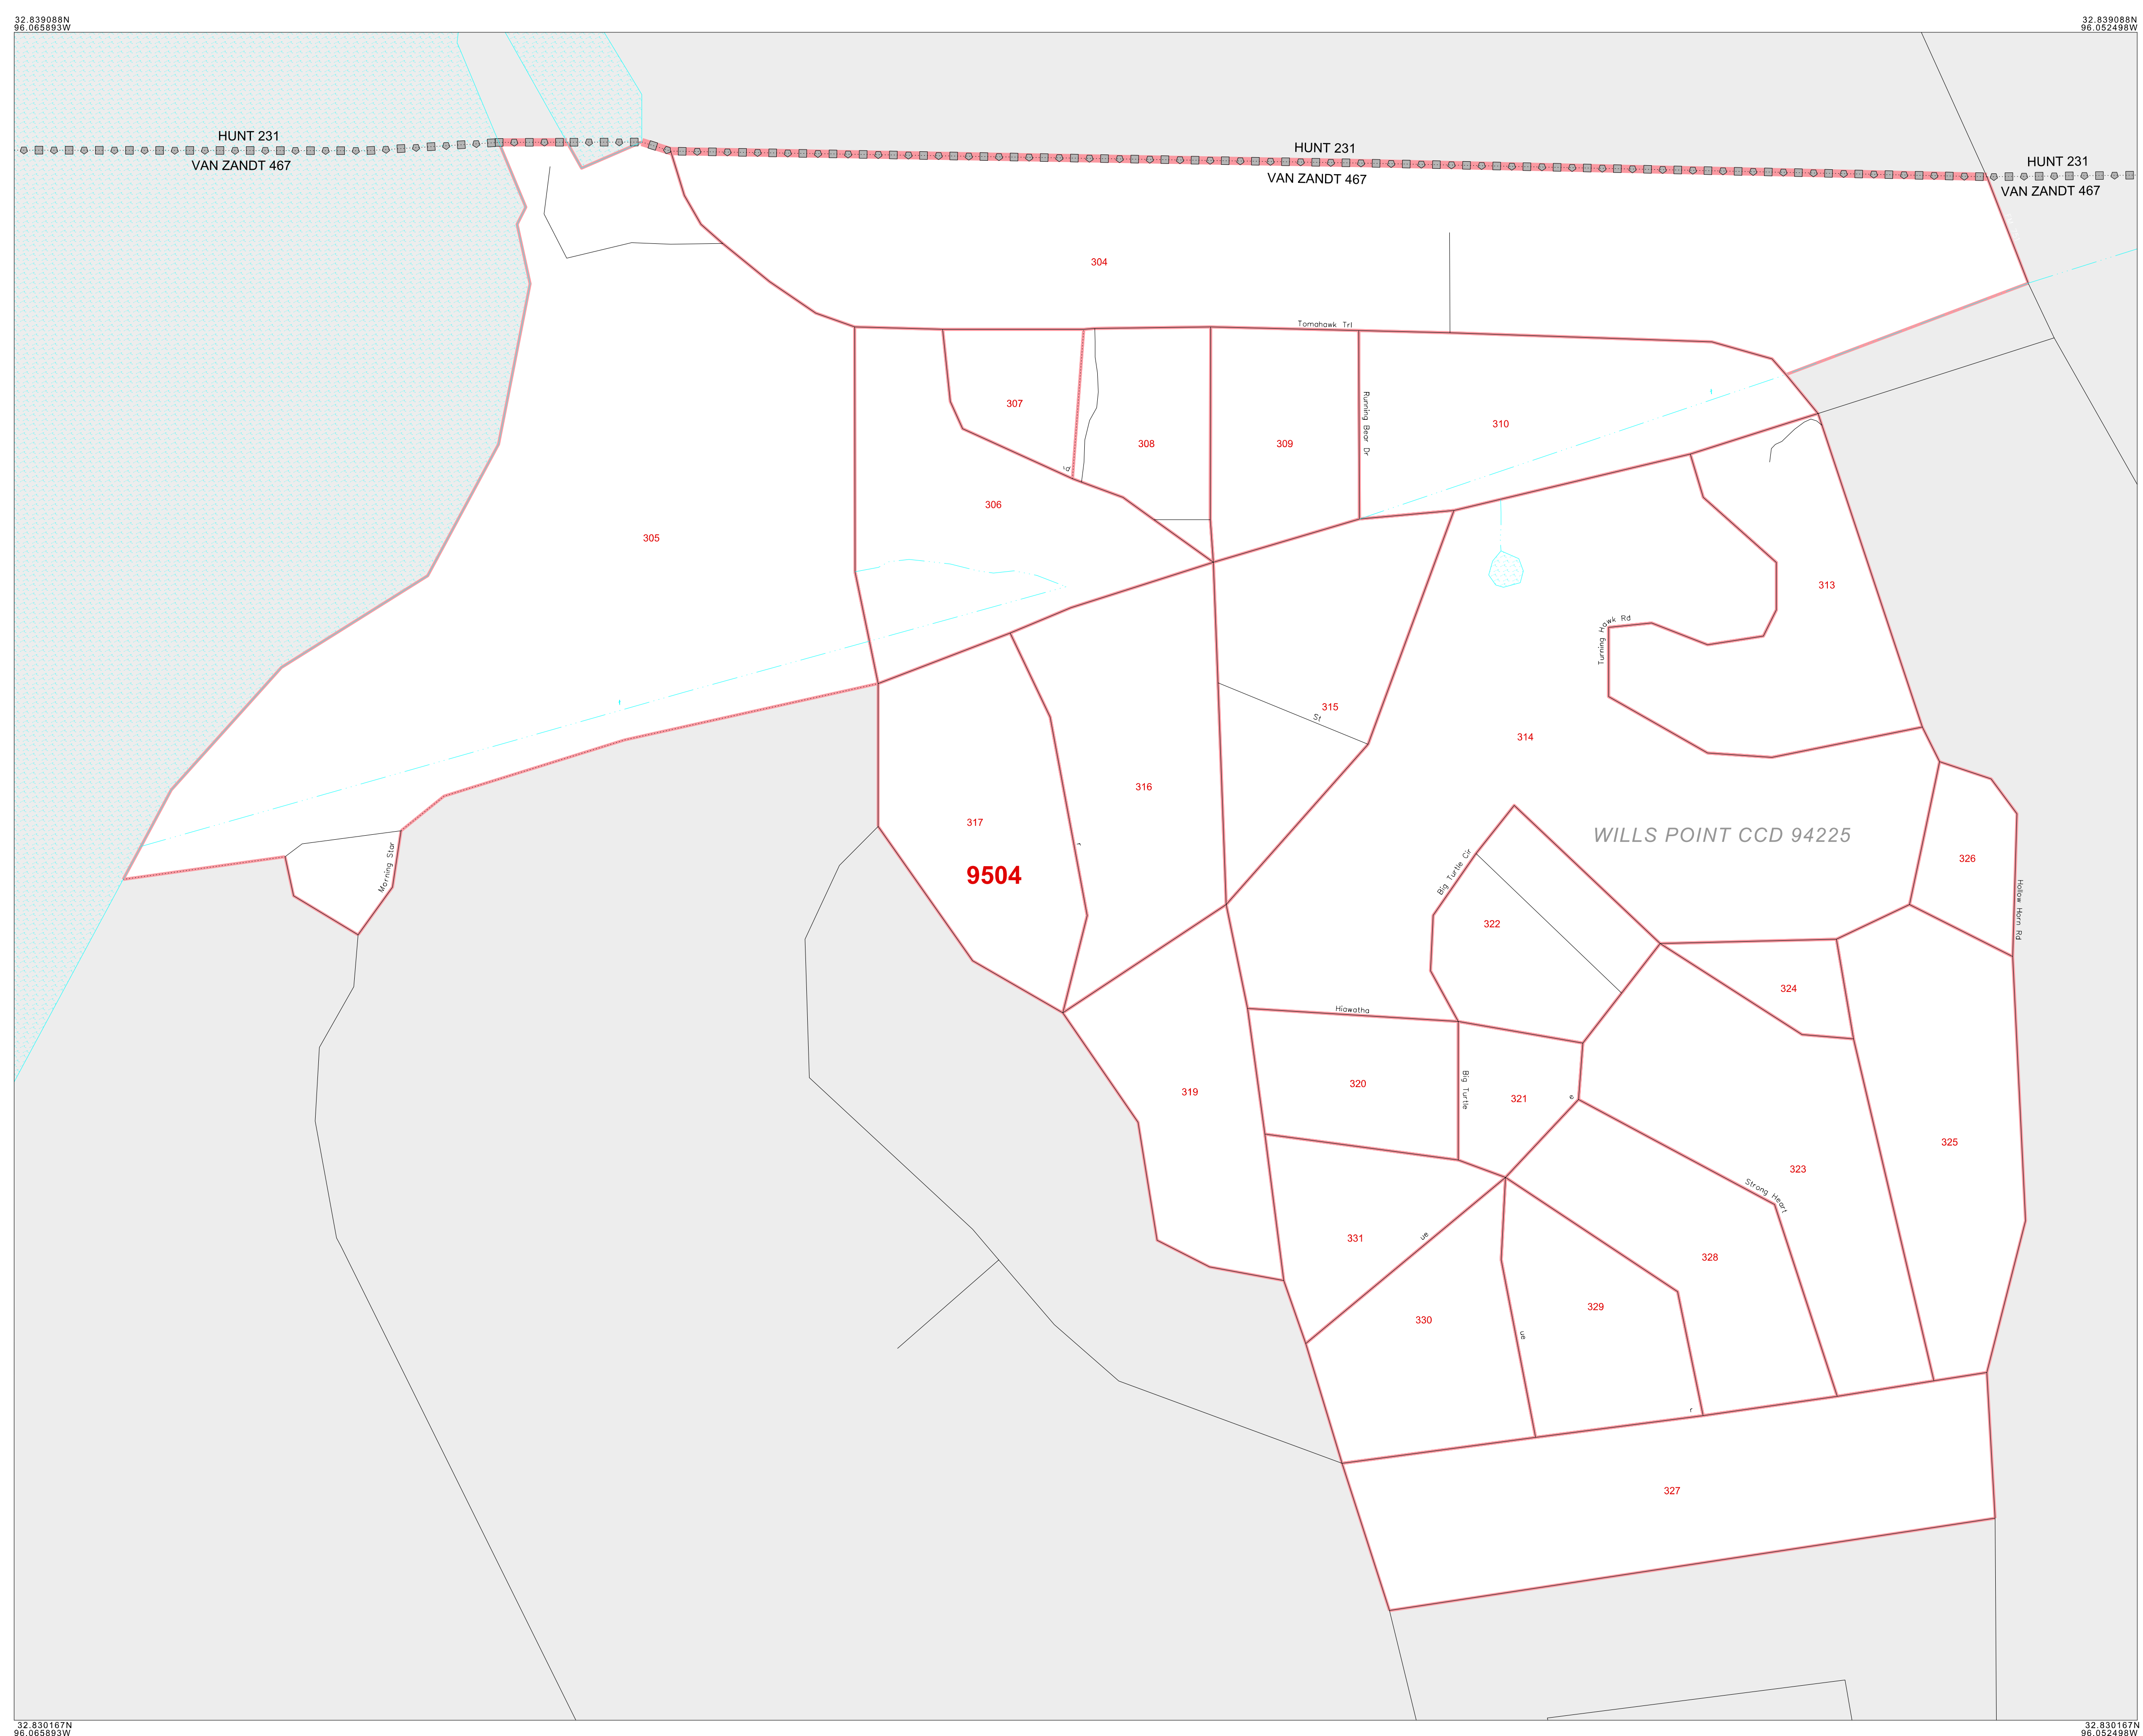 32.839088N
96.065893W
32.839088N
96.052498W
HUNT 231
VAN ZANDT 467
HUNT 231
VAN ZANDT 467
HUNT 231
VAN ZANDT 467
304
Tomahawk Trl
307
308
309
Running Bear Dr
310
306
305
313
Turning Hawk Rd
315
St
314
316
317
9504
WILLS POINT CCD 94225
326
Hollow Horn Rd
Morning Star
Big Turtle Cir
322
324
Hiawatha
320
Big Turtle
321
e
319
325
323
Strong Heart
331
ue
328
329
330
ue
r
327
32.830167N
96.065893W
32.830167N
96.052498W